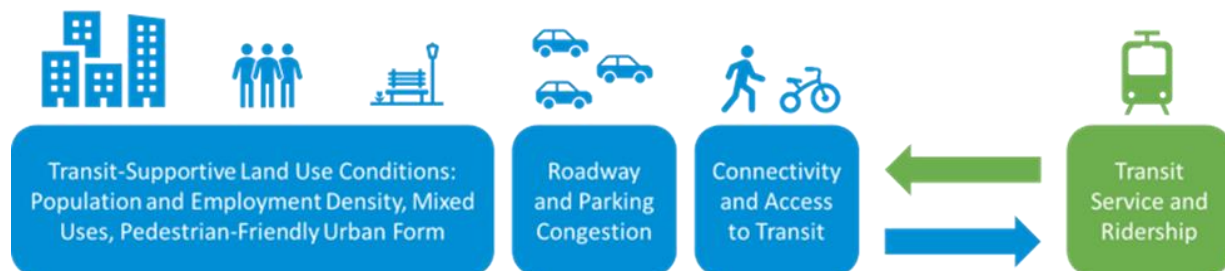 Transit-Supportive Land Use Conditions:
Population and Employment Density, Mixed
Uses, Pedestrian-Friendly Urban Form
Roadway
and Parking
Congestion
Connectivity
and Access
to Transit
Transit
Service and
Ridership